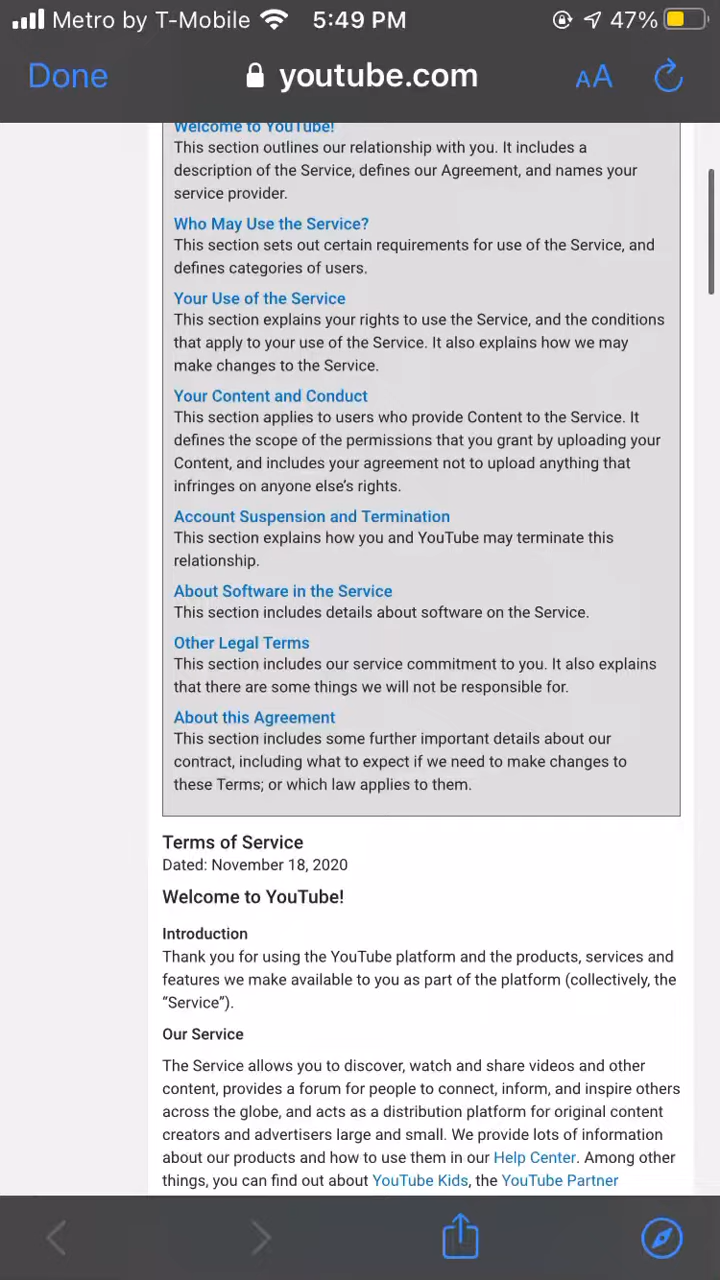 Metro by T-Mobile 5:49 PM 47%
Done youtube.com AA
Welcome to YouTube!
This section outlines our relationship with you. It includes a
description of the Service, defines our Agreement, and names your
service provider.
Who May Use the Service?
This section sets out certain requirements for use of the Service, and
defines categories of users.
Your Use of the Service
This section explains your rights to use the Service, and the conditions
that apply to your use of the Service. It also explains how we may
make changes to the Service.
Your Content and Conduct
This section applies to users who provide Content to the Service. It
defines the scope of the permissions that you grant by uploading your
Content, and includes your agreement not to upload anything that
infringes on anyone else’s rights.
Account Suspension and Termination
This section explains how you and YouTube may terminate this
relationship.
About Software in the Service
This section includes details about software on the Service.
Other Legal Terms
This section includes our service commitment to you. It also explains
that there are some things we will not be responsible for.
About this Agreement
This section includes some further important details about our
contract, including what to expect if we need to make changes to
these Terms; or which law applies to them.
Terms of Service
Dated: November 18, 2020
Welcome to YouTube!
Introduction
Thank you for using the YouTube platform and the products, services and
features we make available to you as part of the platform (collectively, the
“Service”).
Our Service
The Service allows you to discover, watch and share videos and other
content, provides a forum for people to connect, inform, and inspire others
across the globe, and acts as a distribution platform for original content
creators and advertisers large and small. We provide lots of information
about our products and how to use them in our Help Center. Among other
things, you can find out about YouTube Kids, the YouTube Partner